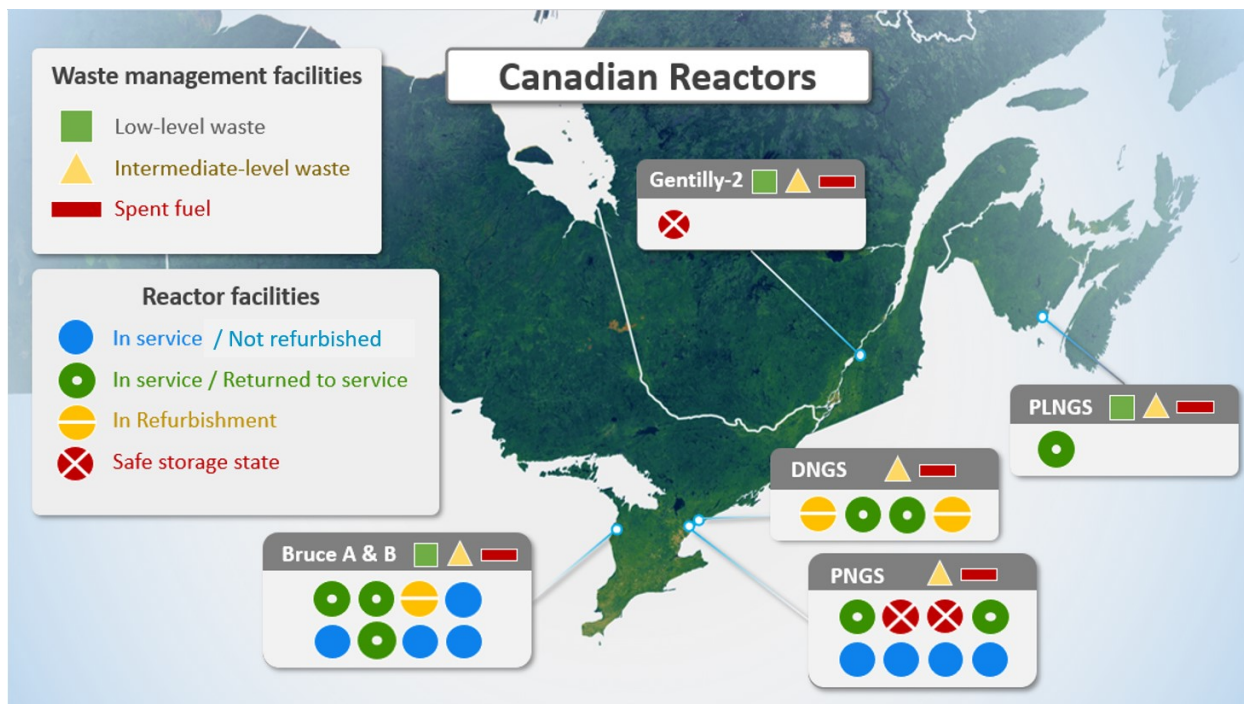 Canadian Reactors
Waste management facilities
Low-level waste
Intermediate-level waste
Spent fuel
Reactor facilities
In service / Not refurbished
In service / Returned to service
In Refurbishment
Safe storage state
Gentilly-2
PLNGS
DNGS
Bruce A & B
PNGS